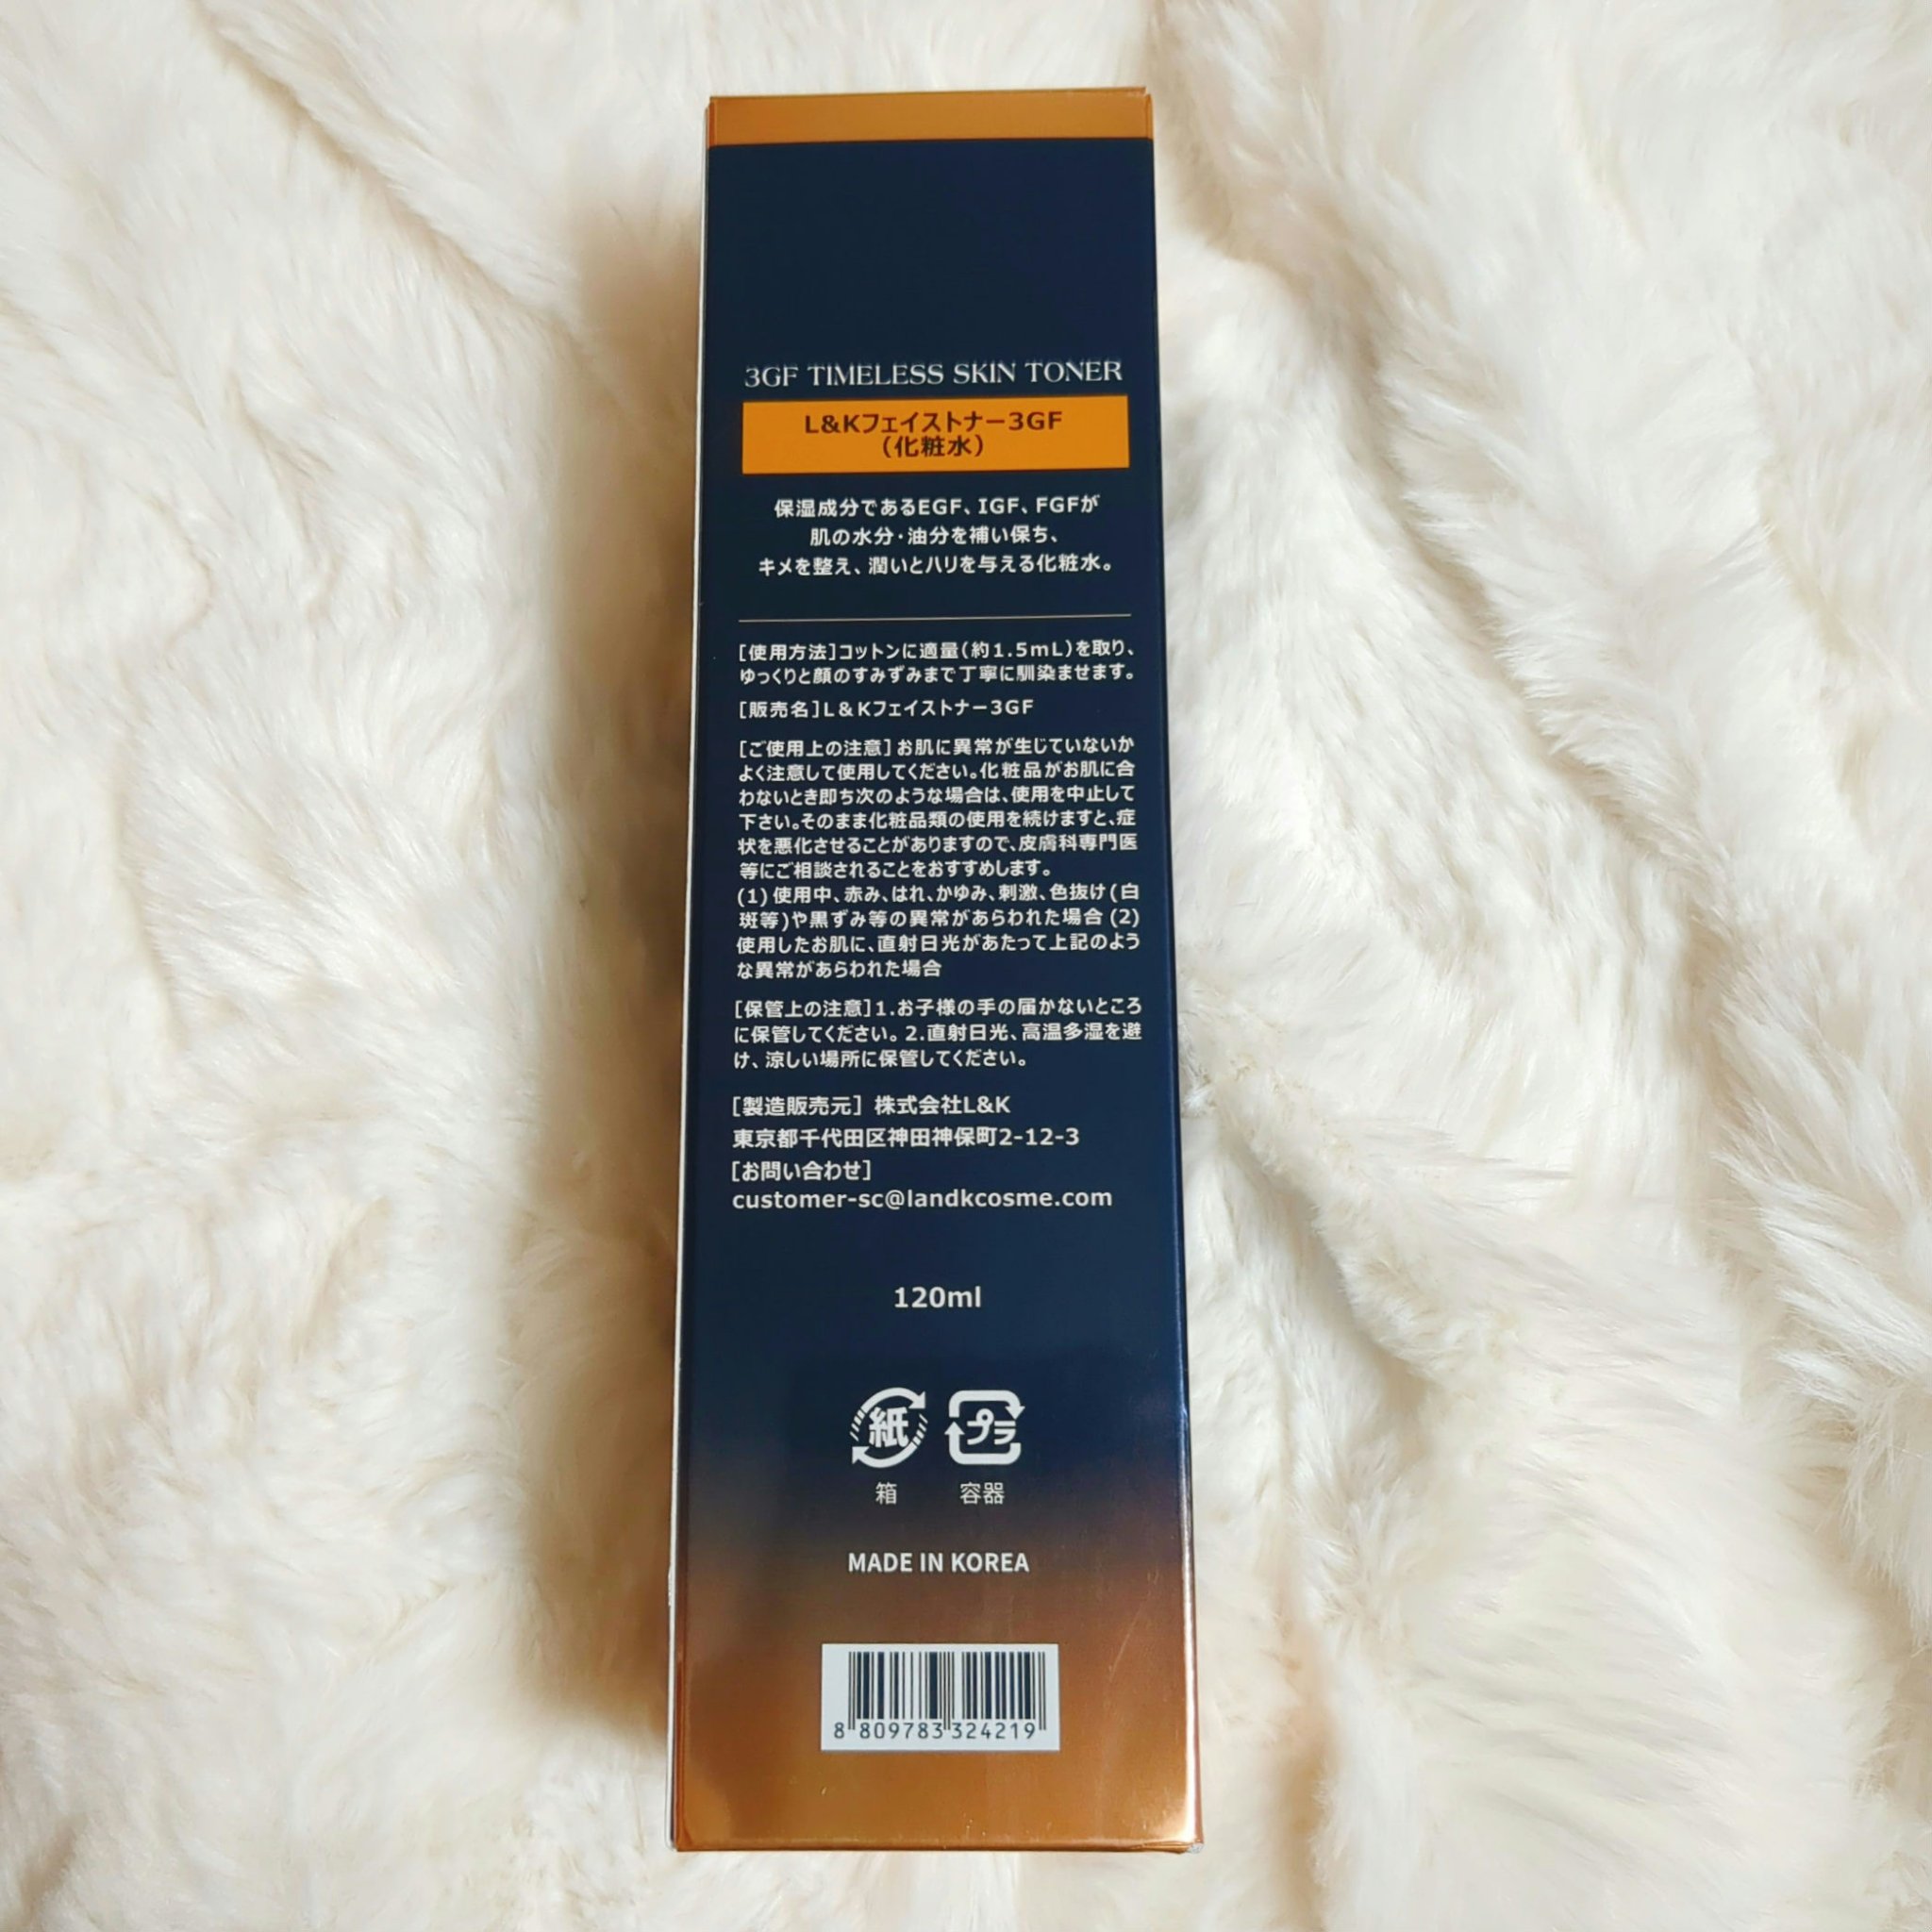 3GF TIMELESS SKIN TONER
L&Kフェイストナー3GF
（化粧水）
保湿成分であるEGF、IGF、FGFが
肌の水分・油分を補い保ち、
キメを整え、潤いとハリを与える化粧水。
[使用方法]コットンに適量(約1.5mL)を取り、
ゆっくりと顔のすみずみまで丁寧に馴染ませます。
[販売名]L&Kフェイストナー3GF
[ご使用上の注意]お肌に異常が生じていないか
よく注意して使用してください。化粧品がお肌に合
わないとき即ち次のような場合は、使用を中止して
下さい。そのまま化粧品類の使用を続けますと、症
状を悪化させることがありますので、皮膚科専門医
等にご相談されることをおすすめします。
(1) 使用中、赤み、はれ、かゆみ、刺激、色抜け(白
斑等)や黒ずみ等の異常があらわれた場合 (2)
使用したお肌に、直射日光があたって上記のよう
な異常があらわれた場合
[保管上の注意]1.お子様の手の届かないところ
に保管してください。2.直射日光、高温多湿を避
け、涼しい場所に保管してください。
[製造販売元] 株式会社L&K
東京都千代田区神田神保町2-12-3
[お問い合わせ]
customer-sc@landkcosme.com
120ml
紙 プラ
箱 容器
MADE IN KOREA
8 809783 324219